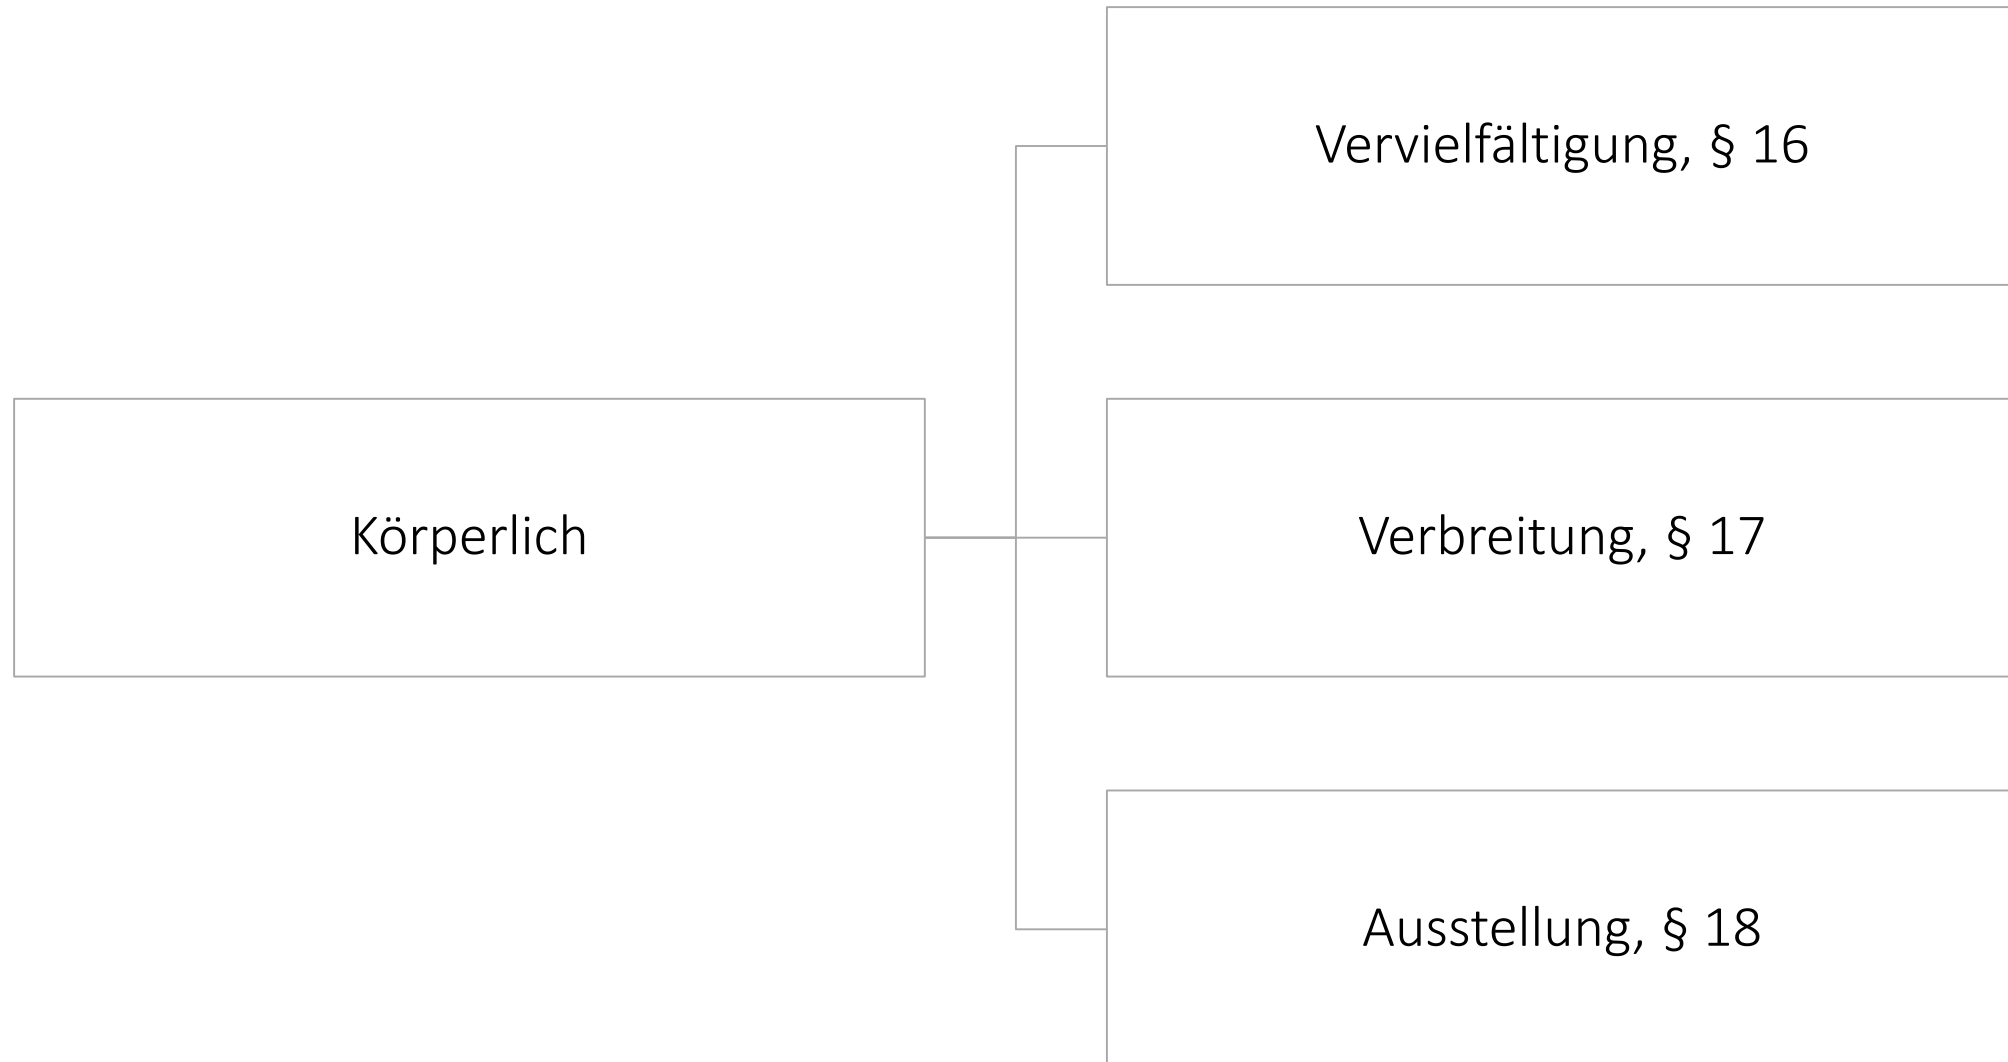 Körperlich
Vervielfältigung, § 16
Verbreitung, § 17
Ausstellung, § 18